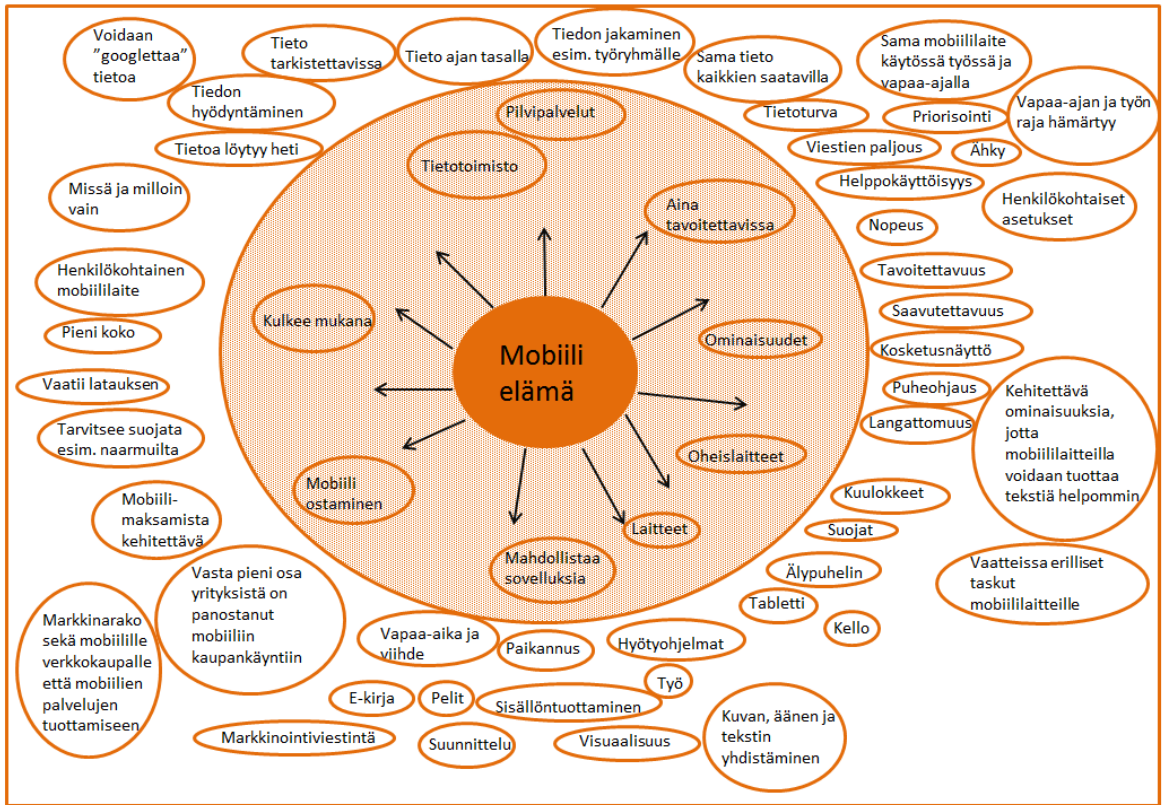 Voidaan
”googlettaa”
tietoa
Tieto
tarkistettavissa
Tieto ajan tasalla
Tiedon jakaminen
esim. työryhmälle
Sama tieto
kaikkien saatavilla
Sama mobiililaite
käytössä työssä ja
vapaa-ajalla
Tiedon
hyödyntäminen
Tietoa löytyy heti
Pilvipalvelut
Tietotoimisto
Tietoturva
Priorisointi
Vapaa-ajan ja työn
raja hämärtyy
Viestien paljous
Ähky
Helppokäyttöisyys
Henkilökohtaiset
asetukset
Missä ja milloin
vain
Aina
tavoitettavissa
Nopeus
Henkilökohtainen
mobiililaite
Tavoitettavuus
Pieni koko
Kulkee mukana
Mobiili
elämä
Ominaisuudet
Saavutettavuus
Kosketusnäyttö
Vaatii latauksen
Puheohjaus
Langattomuus
Kehitettävä
ominaisuuksia,
jotta
mobiililaitteilla
voidaan tuottaa
tekstiä helpommin
Tarvitsee suojata
esim. naarmuilta
Oheislaitteet
Mobiili
ostaminen
Mobiili-
maksamista
kehitettävä
Kuulokkeet
Laitteet
Suojat
Mahdollistaa
sovelluksia
Älypuhelin
Vaatteissa erilliset
taskut
mobiililaitteille
Vasta pieni osa
yrityksistä on
panostanut
mobiiliin
kaupankäyntiin
Tabletti
Kello
Markkinarako
sekä mobiilille
verkkokaupalle
että mobiilien
palvelujen
tuottamiseen
Vapaa-aika ja
viihde
Paikannus
Hyötyohjelmat
Työ
E-kirja
Pelit
Sisällöntuottaminen
Markkinointiviestintä
Suunnittelu
Visuaalisuus
Kuvan, äänen ja
tekstin
yhdistäminen